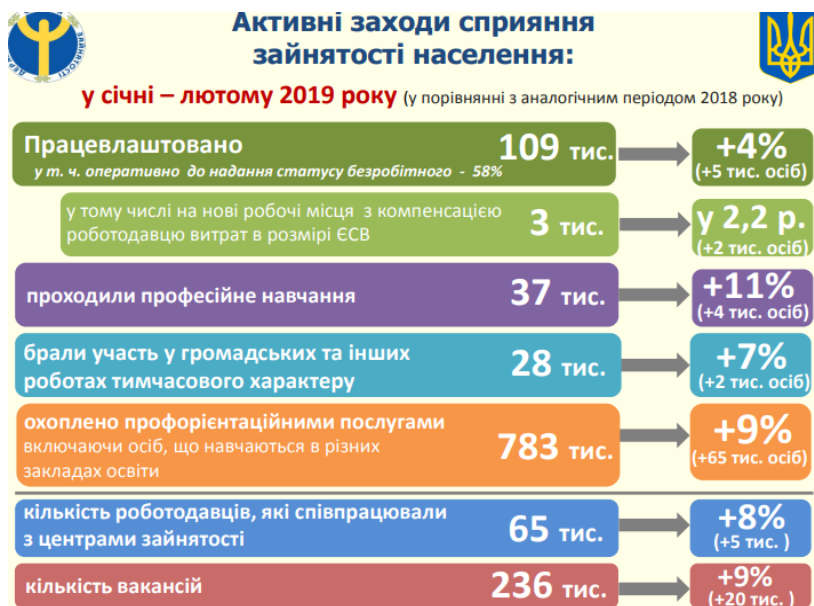 Активні заходи сприяння
зайнятості населення:
у січні – лютому 2019 року (у порівнянні з аналогічним періодом 2018 року)
Працевлаштовано 109 тис. +4%
у т. ч. оперативно до надання статусу безробітного - 58% (+5 тис. осіб)
у тому числі на нові робочі місця з компенсацією
роботодавцю витрат в розмірі ЄСВ 3 тис. у 2,2 р.
(+2 тис. осіб)
проходили професійне навчання 37 тис. +11%
(+4 тис. осіб)
брали участь у громадських та інших
роботах тимчасового характеру 28 тис. +7%
(+2 тис. осіб)
охоплено профорієнтаційними послугами
включаючи осіб, що навчаються в різних
закладах освіти 783 тис. +9%
(+65 тис. осіб)
кількість роботодавців, які співпрацювали
з центрами зайнятості 65 тис. +8%
(+5 тис. )
кількість вакансій 236 тис. +9%
(+20 тис. )